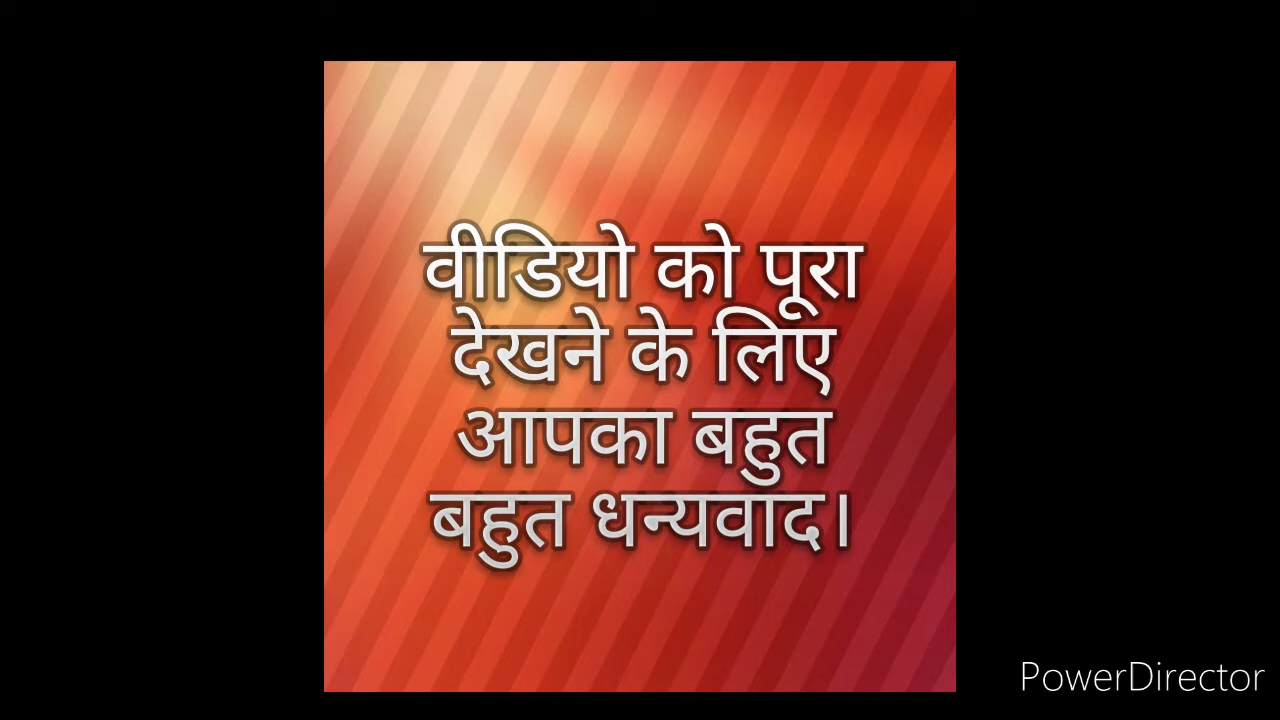 वीडियो को पूरा
देखने के लिए
आपका बहुत
बहुत धन्यवाद।
PowerDirector